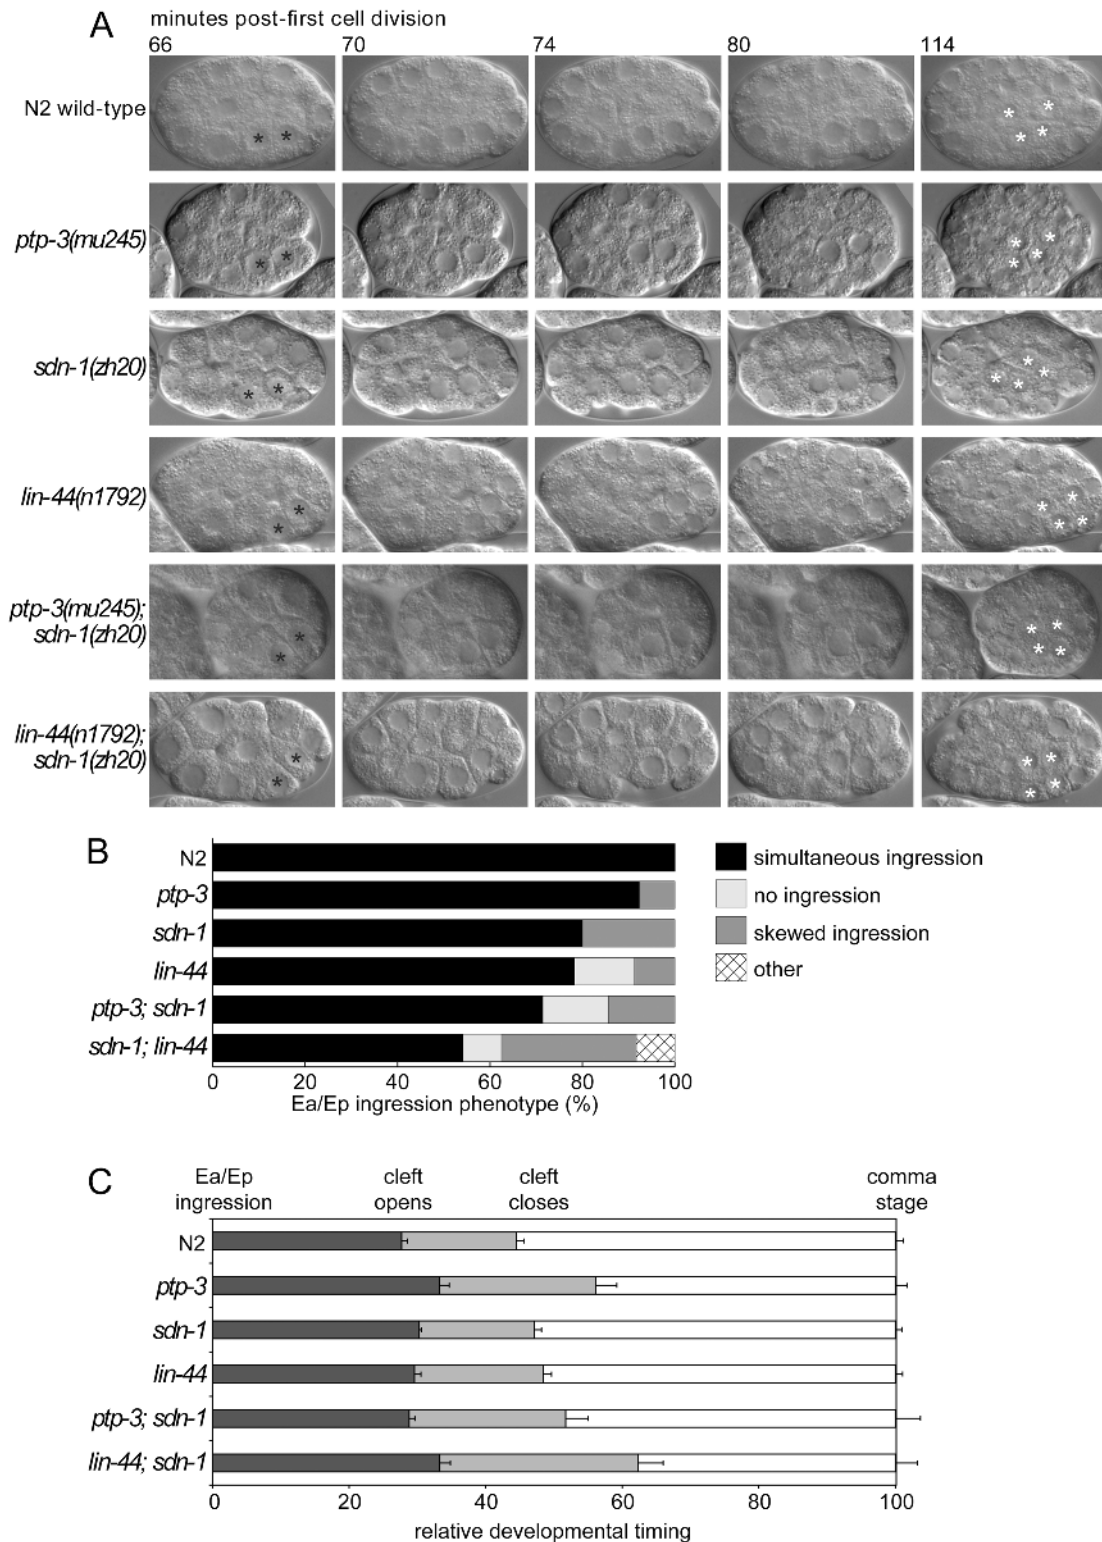 A
minutes post-first cell division
66 70 74 80 114
N2 wild-type
ptp-3(mu245)
sdn-1(zh20)
lin-44(n1792)
ptp-3(mu245);
sdn-1(zh20)
lin-44(n1792);
sdn-1(zh20)
B
N2
ptp-3
sdn-1
lin-44
ptp-3; sdn-1
sdn-1; lin-44
0 20 40 60 80 100
Ea/Ep ingression phenotype (%)
simultaneous ingression
no ingression
skewed ingression
other
C
Ea/Ep cleft cleft comma
ingression opens closes stage
N2
ptp-3
sdn-1
lin-44
ptp-3; sdn-1
lin-44; sdn-1
0 20 40 60 80 100
relative developmental timing